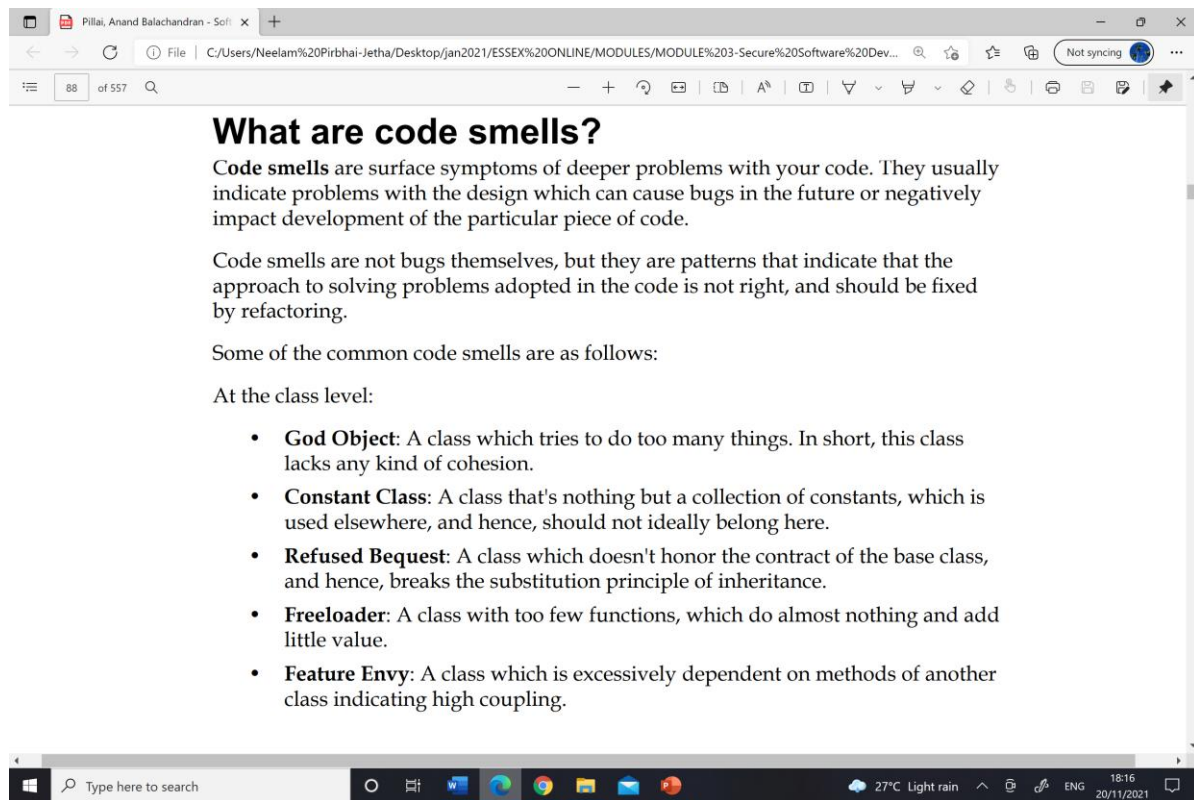 Pillai, Anand Balachandran - Soft
File
C:/Users/Neelam%20Pirbhai-Jetha/Desktop/jan2021/ESSEX%20ONLINE/MODULES/MODULE%203-Secure%20Software%20Dev...
Not syncing
88 of 557
What are code smells?
Code smells are surface symptoms of deeper problems with your code. They usually
indicate problems with the design which can cause bugs in the future or negatively
impact development of the particular piece of code.
Code smells are not bugs themselves, but they are patterns that indicate that the
approach to solving problems adopted in the code is not right, and should be fixed
by refactoring.
Some of the common code smells are as follows:
At the class level:
• God Object: A class which tries to do too many things. In short, this class
lacks any kind of cohesion.
• Constant Class: A class that's nothing but a collection of constants, which is
used elsewhere, and hence, should not ideally belong here.
• Refused Bequest: A class which doesn't honor the contract of the base class,
and hence, breaks the substitution principle of inheritance.
• Freeloader: A class with too few functions, which do almost nothing and add
little value.
• Feature Envy: A class which is excessively dependent on methods of another
class indicating high coupling.
Type here to search
27°C Light rain
ENG
18:16
20/11/2021